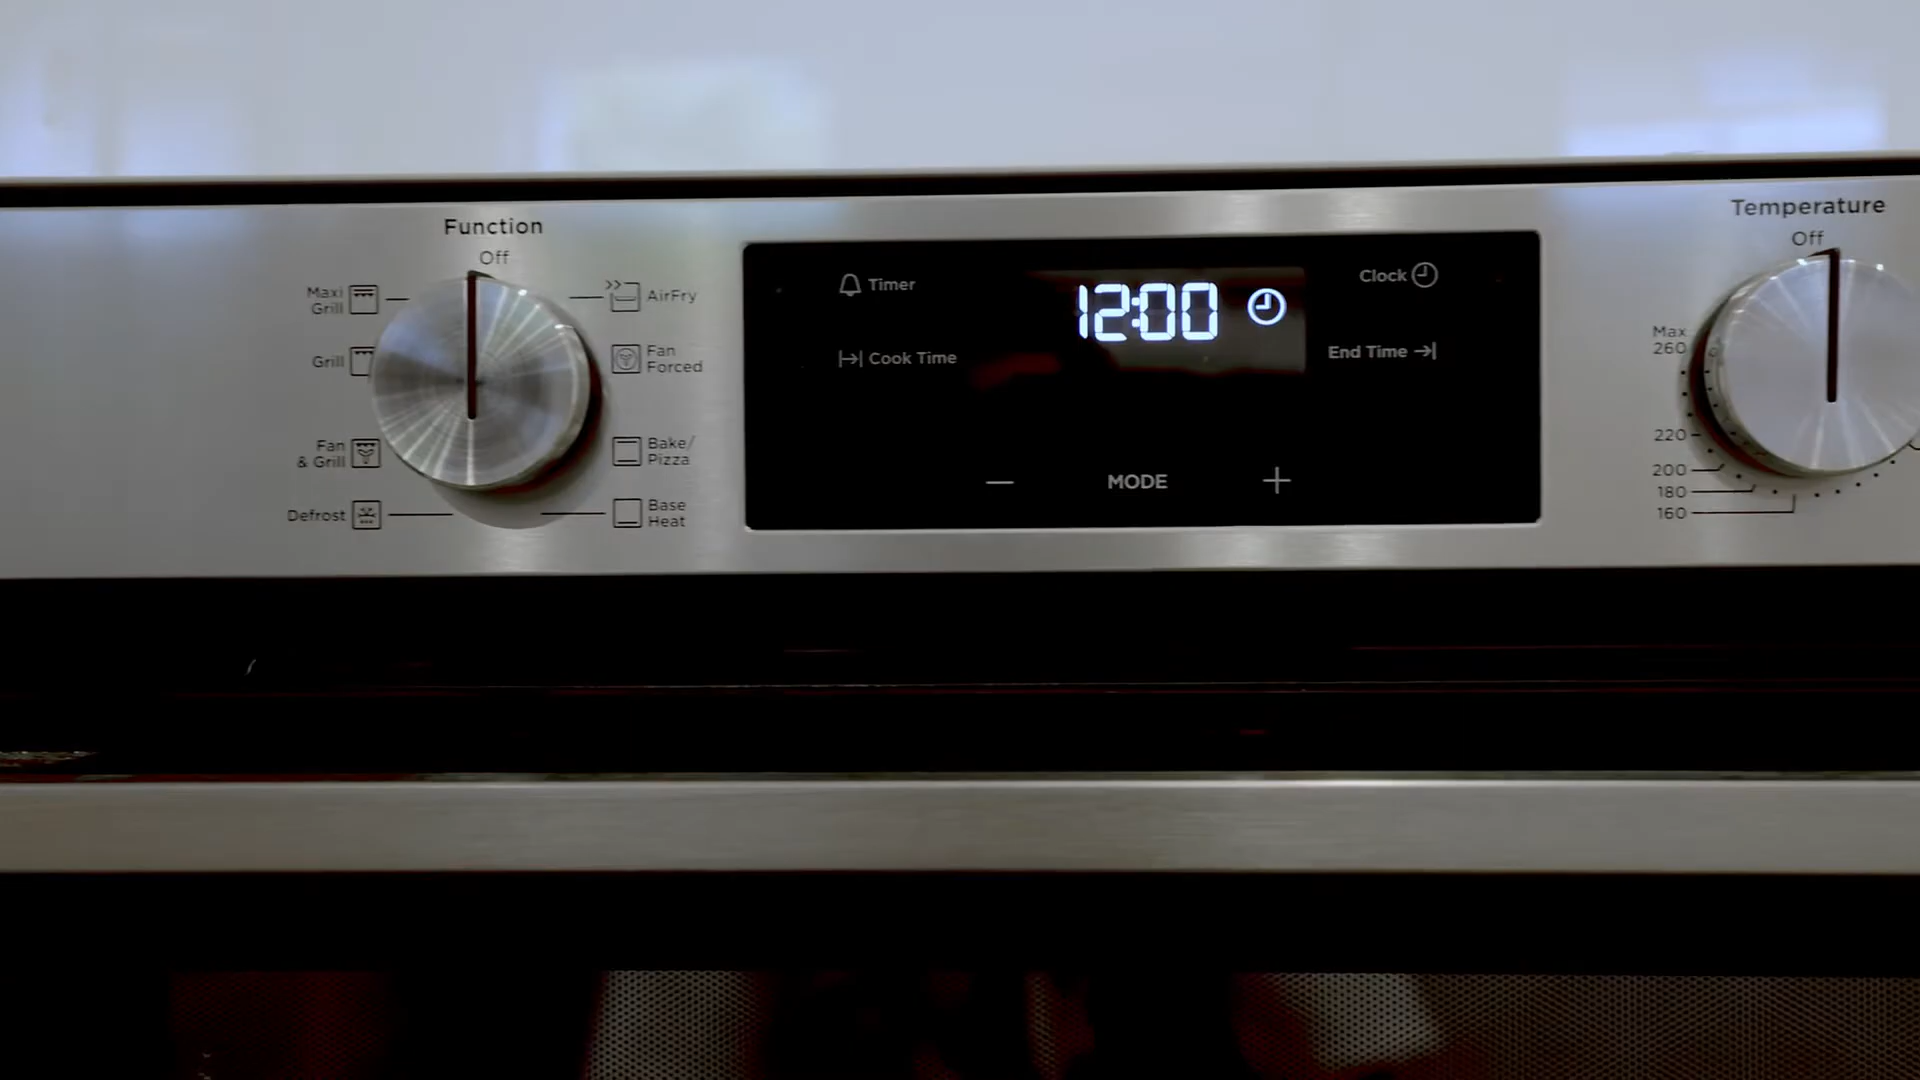 Function
Off
Maxi
Grill
AirFry
Grill
Fan
Forced
Fan
& Grill
Bake/
Pizza
Defrost
Base
Heat
Timer
12:00
Clock
Cook Time
End Time
— MODE +
Temperature
Off
Max
260
220
200
180
160